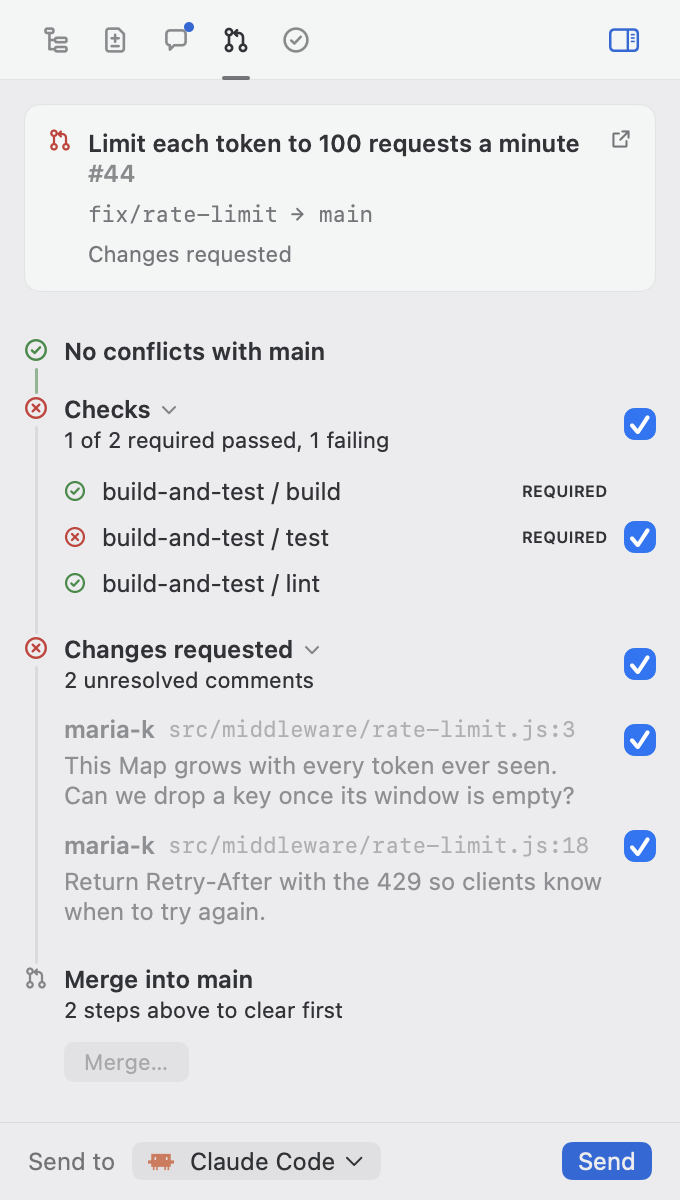 Limit each token to 100 requests a minute
#44
fix/rate-limit → main
Changes requested
No conflicts with main
Checks
1 of 2 required passed, 1 failing
build-and-test / build REQUIRED
build-and-test / test REQUIRED
build-and-test / lint
Changes requested
2 unresolved comments
maria-k src/middleware/rate-limit.js:3
This Map grows with every token ever seen.
Can we drop a key once its window is empty?
maria-k src/middleware/rate-limit.js:18
Return Retry-After with the 429 so clients know
when to try again.
Merge into main
2 steps above to clear first
Merge...
Send to Claude Code Send